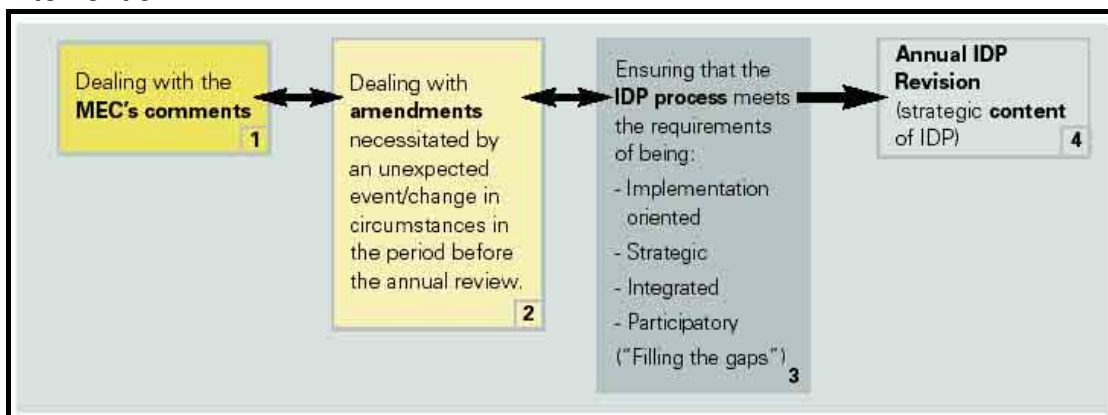 Dealing with the
MEC's comments
1
Dealing with
amendments
necessitated by
an unexpected
event/change in
circumstances in
the period before
the annual review.
2
Ensuring that the
IDP process meets
the requirements
of being:
- Implementation
oriented
- Strategic
- Integrated
- Participatory
("Filling the gaps")
3
Annual IDP
Revision
(strategic content
of IDP)
4